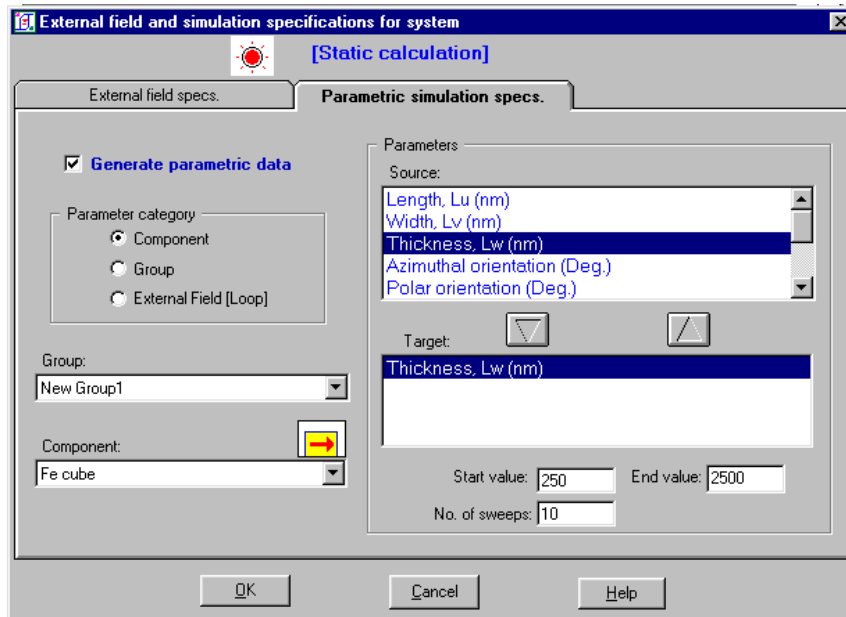 External field and simulation specifications for system
[Static calculation]
External field specs.
Parametric simulation specs.
Generate parametric data
Parameter category
Component
Group
External Field [Loop]
Group:
New Group1
Component:
Fe cube
Parameters
Source:
Length, Lu (nm)
Width, Lv (nm)
Thickness, Lw (nm)
Azimuthal orientation (Deg.)
Polar orientation (Deg.)
Target:
Thickness, Lw (nm)
Start value: 250 End value: 2500
No. of sweeps: 10
OK Cancel Help